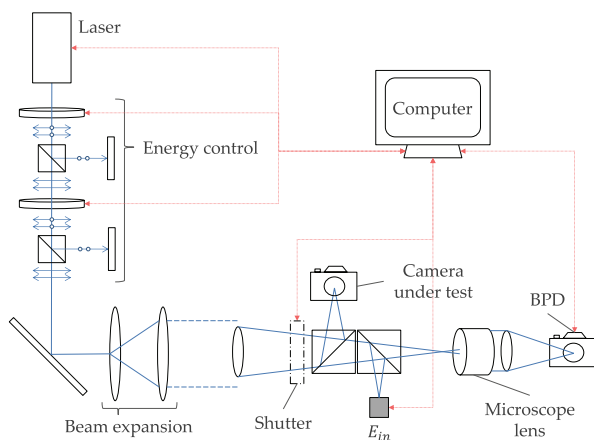 Laser
Computer
Energy control
Camera
under test
BPD
Beam expansion
Shutter
E_in
Microscope
lens